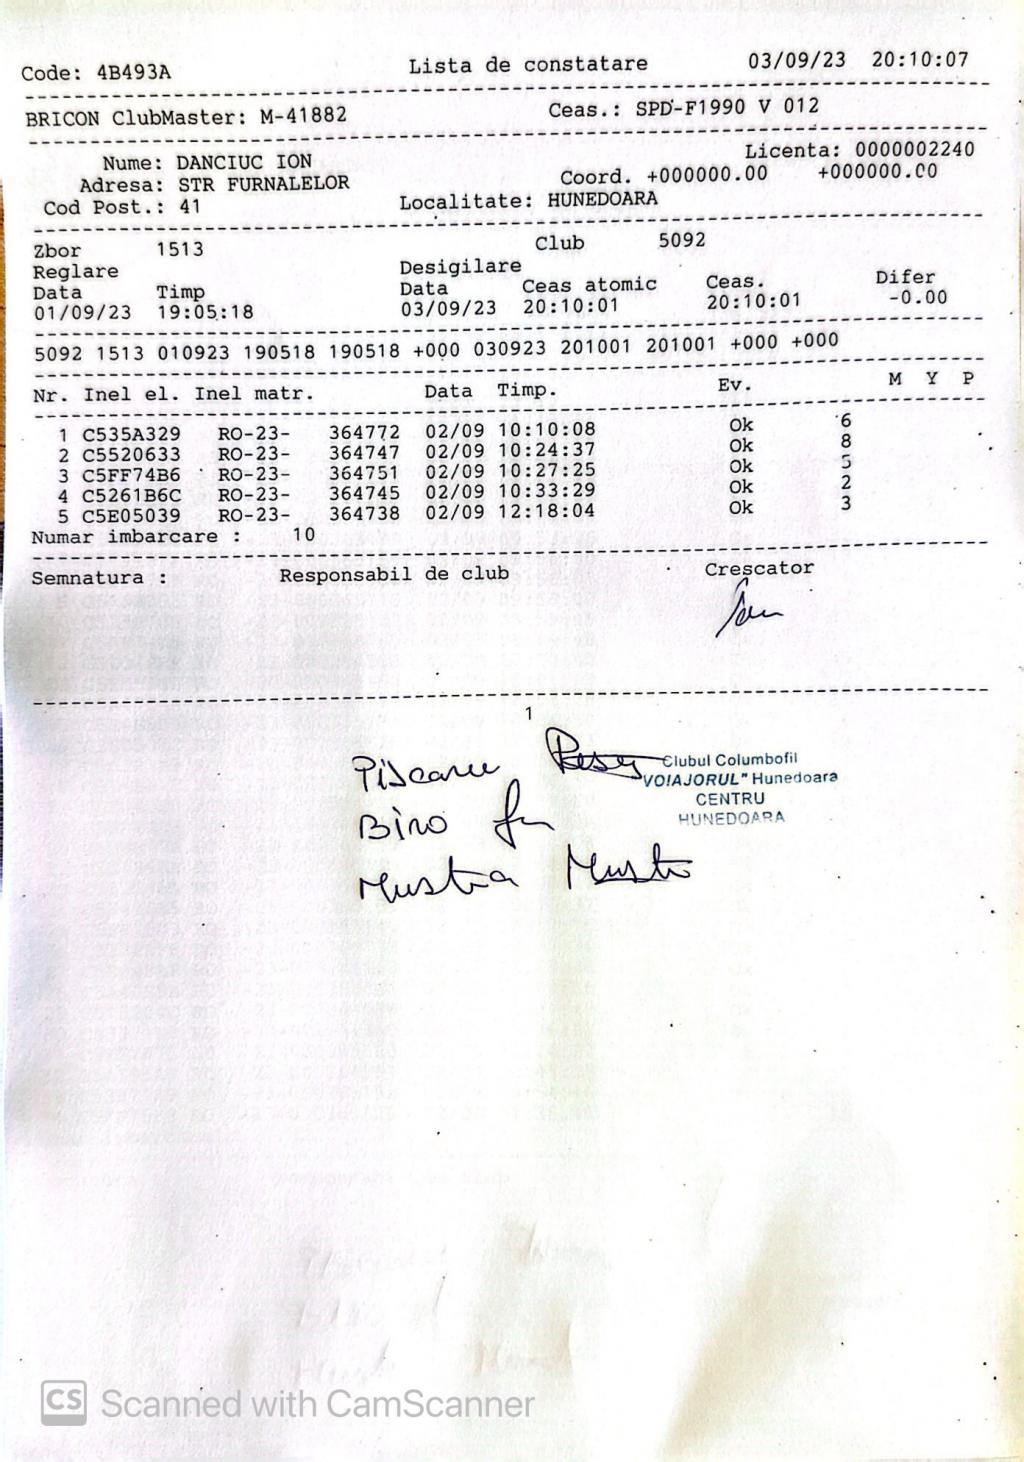 Code: 4B493A Lista de constatare 03/09/23 20:10:07
BRICON ClubMaster: M-41882 Ceas.: SPD-F1990 V 012
Nume: DANCIUC ION Licenta: 0000002240
Adresa: STR FURNALELOR Coord. +000000.00 +000000.00
Cod Post.: 41 Localitate: HUNEDOARA
Zbor 1513 Club 5092
Reglare Desigilare
Data Timp Data Ceas atomic Ceas. Difer
01/09/23 19:05:18 03/09/23 20:10:01 20:10:01 -0.00
5092 1513 010923 190518 190518 +000 030923 201001 201001 +000 +000
Nr. Inel el. Inel matr. Data Timp. Ev. M Y P
1 C535A329 RO-23- 364772 02/09 10:10:08 Ok 6
2 C5520633 RO-23- 364747 02/09 10:24:37 Ok 8
3 C5FF74B6 RO-23- 364751 02/09 10:27:25 Ok 5
4 C5261B6C RO-23- 364745 02/09 10:33:29 Ok 2
5 C5E05039 RO-23- 364738 02/09 12:18:04 Ok 3
Numar imbarcare : 10
Semnatura : Responsabil de club Crescator
1
Piscanu
Clubul Columbofil
"VOIAJORUL" Hunedoara
CENTRU
HUNEDOARA
Biro
Mustea
CS Scanned with CamScanner